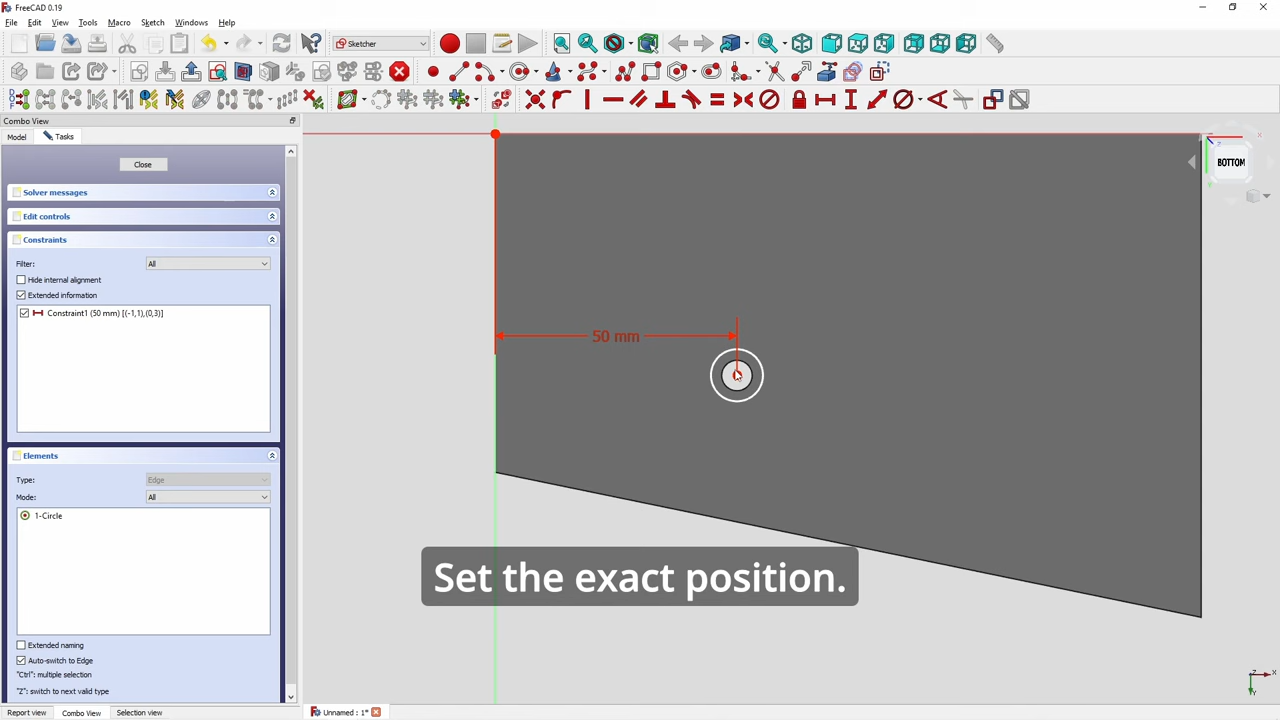 FreeCAD 0.19
File Edit View Tools Macro Sketch Windows Help
Sketcher
Combo View
Model Tasks
Close
Solver messages
Edit controls
Constraints
Filter: All
Hide internal alignment
Extended information
Constraint1 (50 mm) [(-1,1),(0,3)]
Elements
Type: Edge
Mode: All
1-Circle
Extended naming
Auto-switch to Edge
"Ctrl": multiple selection
"Z": switch to next valid type
Report view Combo View Selection view
50 mm
BOTTOM
Set the exact position.
Unnamed : 1*